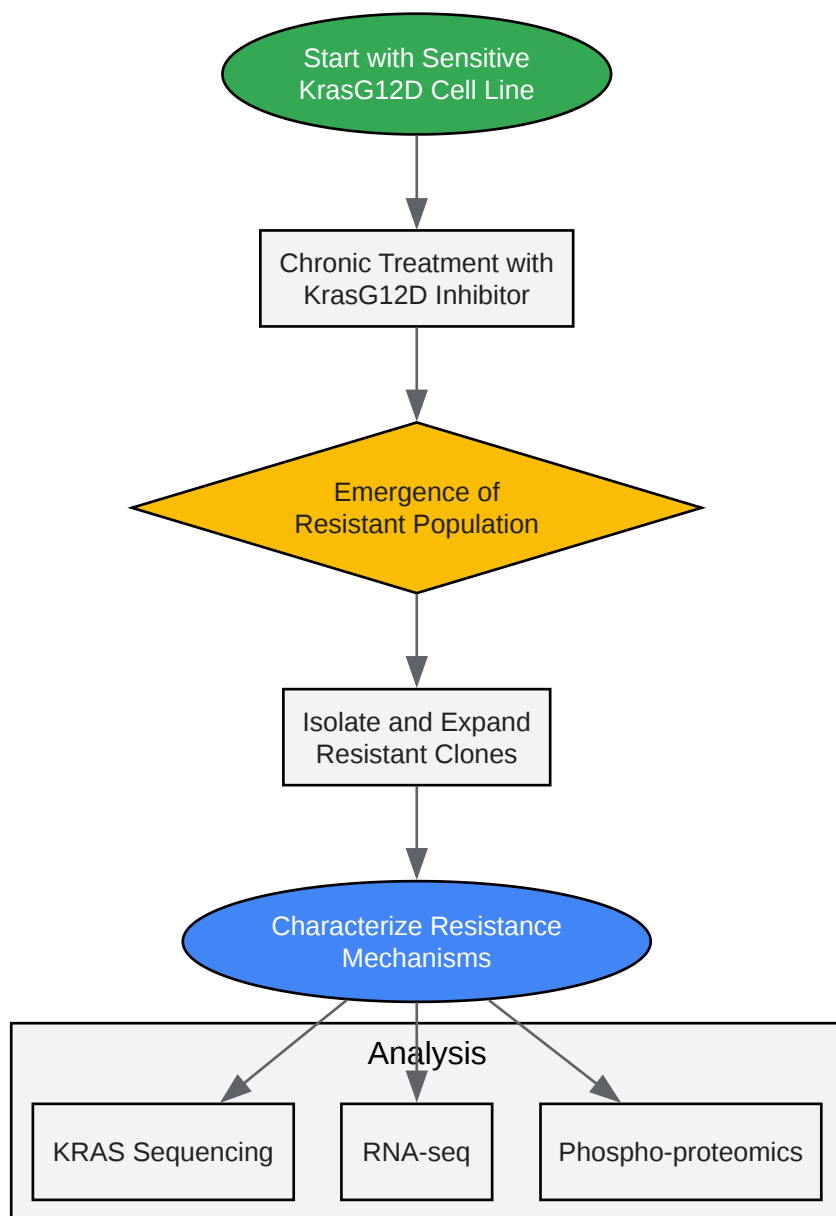 Start with Sensitive
KrasG12D Cell Line
Chronic Treatment with
KrasG12D Inhibitor
Emergence of
Resistant Population
Isolate and Expand
Resistant Clones
Characterize Resistance
Mechanisms
Analysis
KRAS Sequencing
RNA-seq
Phospho-proteomics